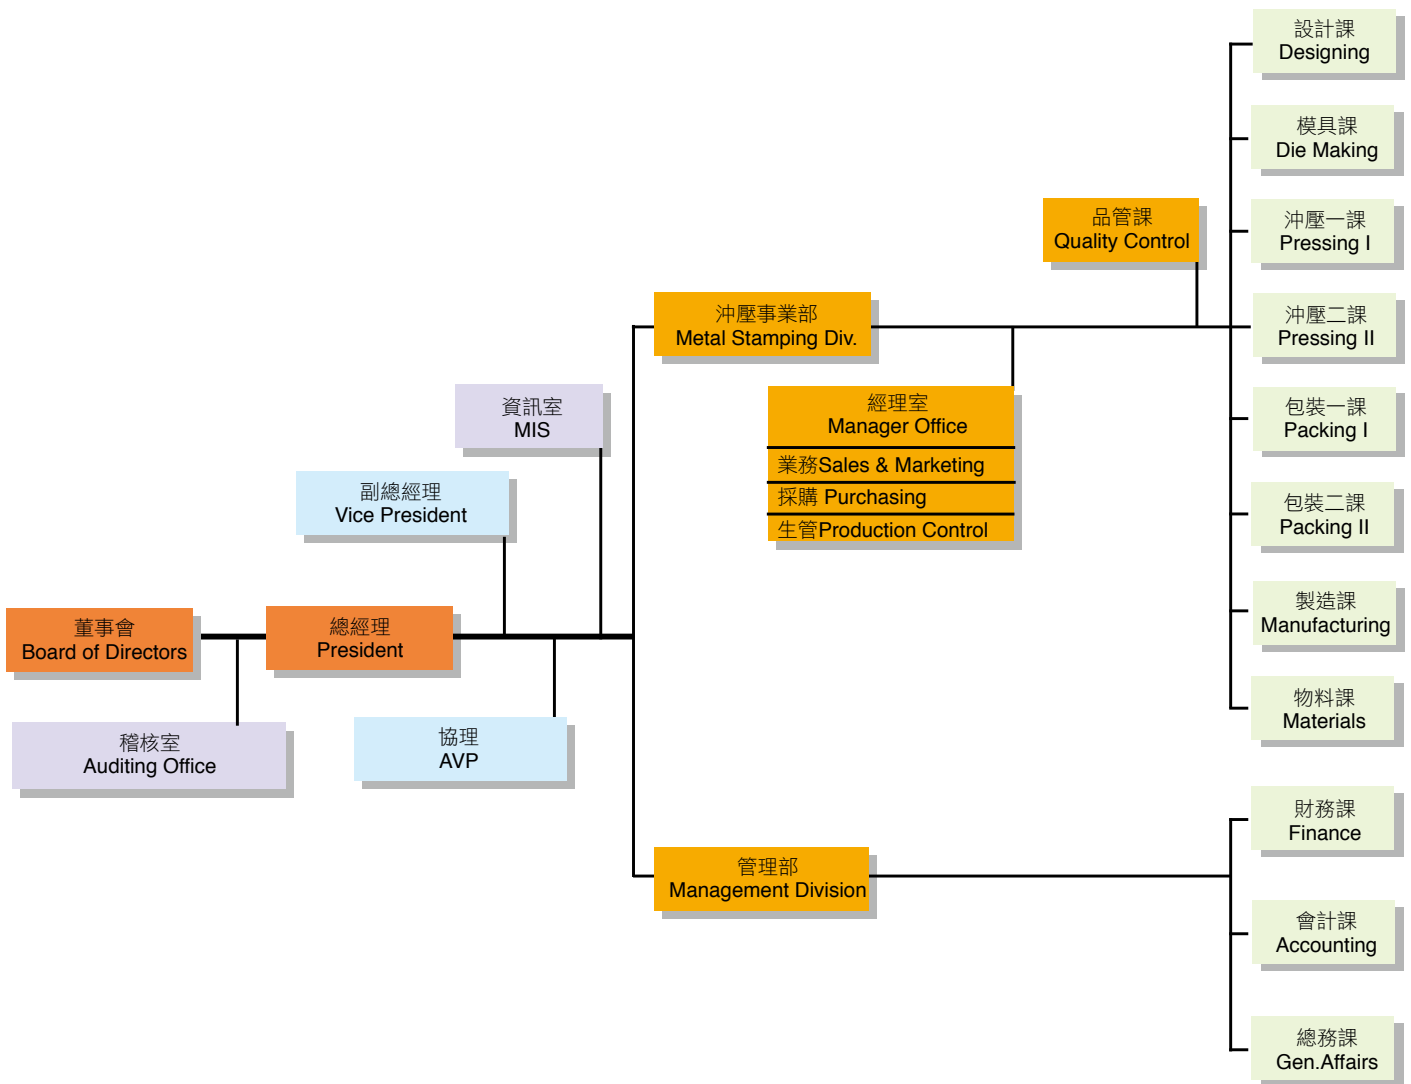 設計課
Designing
模具課
Die Making
沖壓一課
Pressing I
品管課
Quality Control
沖壓二課
Pressing II
沖壓事業部
Metal Stamping Div.
經理室
Manager Office
業務Sales & Marketing
採購 Purchasing
生管Production Control
包裝一課
Packing I
包裝二課
Packing II
製造課
Manufacturing
物料課
Materials
資訊室
MIS
副總經理
Vice President
董事會
Board of Directors
總經理
President
稽核室
Auditing Office
協理
AVP
管理部
Management Division
財務課
Finance
會計課
Accounting
總務課
Gen.Affairs